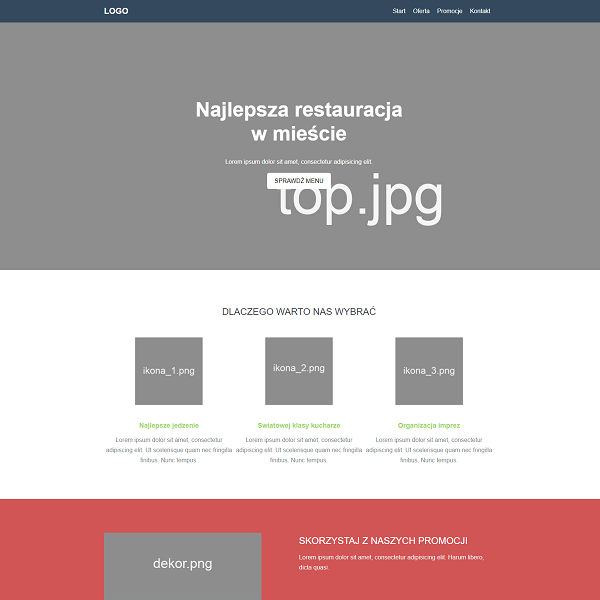 LOGO
Start Oferta Promocje Kontakt
Najlepsza restauracja
w mieście
Lorem ipsum dolor sit amet, consectetur adipisicing elit.
SPRAWDŹ MENU
top.jpg
DLACZEGO WARTO NAS WYBRAĆ
ikona_1.png
ikona_2.png
ikona_3.png
Najlepsze jedzenie
Lorem ipsum dolor sit amet, consectetur
adipiscing elit. Ut scelerisque quam nec fringilla
finibus. Nunc tempus
Światowej klasy kucharze
Lorem ipsum dolor sit amet, consectetur
adipiscing elit. Ut scelerisque quam nec fringilla
finibus. Nunc tempus
Organizacja imprez
Lorem ipsum dolor sit amet, consectetur
adipiscing elit. Ut scelerisque quam nec fringilla
finibus. Nunc tempus
dekor.png
SKORZYSTAJ Z NASZYCH PROMOCJI
Lorem ipsum dolor sit amet, consectetur adipisicing elit. Harum libero,
dicta quasi.